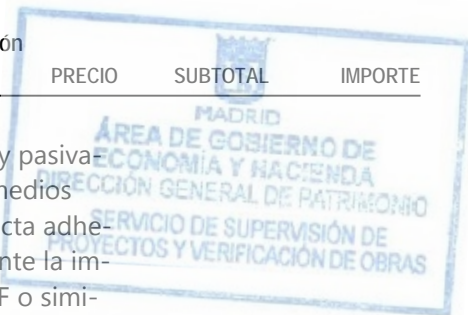 ón
PRECIO SUBTOTAL IMPORTE
MADRID
ÁREA DE GOBIERNO DE
ECONOMÍA Y HACIENDA
DIRECCIÓN GENERAL DE PATRIMONIO
SERVICIO DE SUPERVISIÓN DE
PROYECTOS Y VERIFICACIÓN DE OBRAS
y pasiva-
nedios
cta adhe-
nte la im-
F o simi-